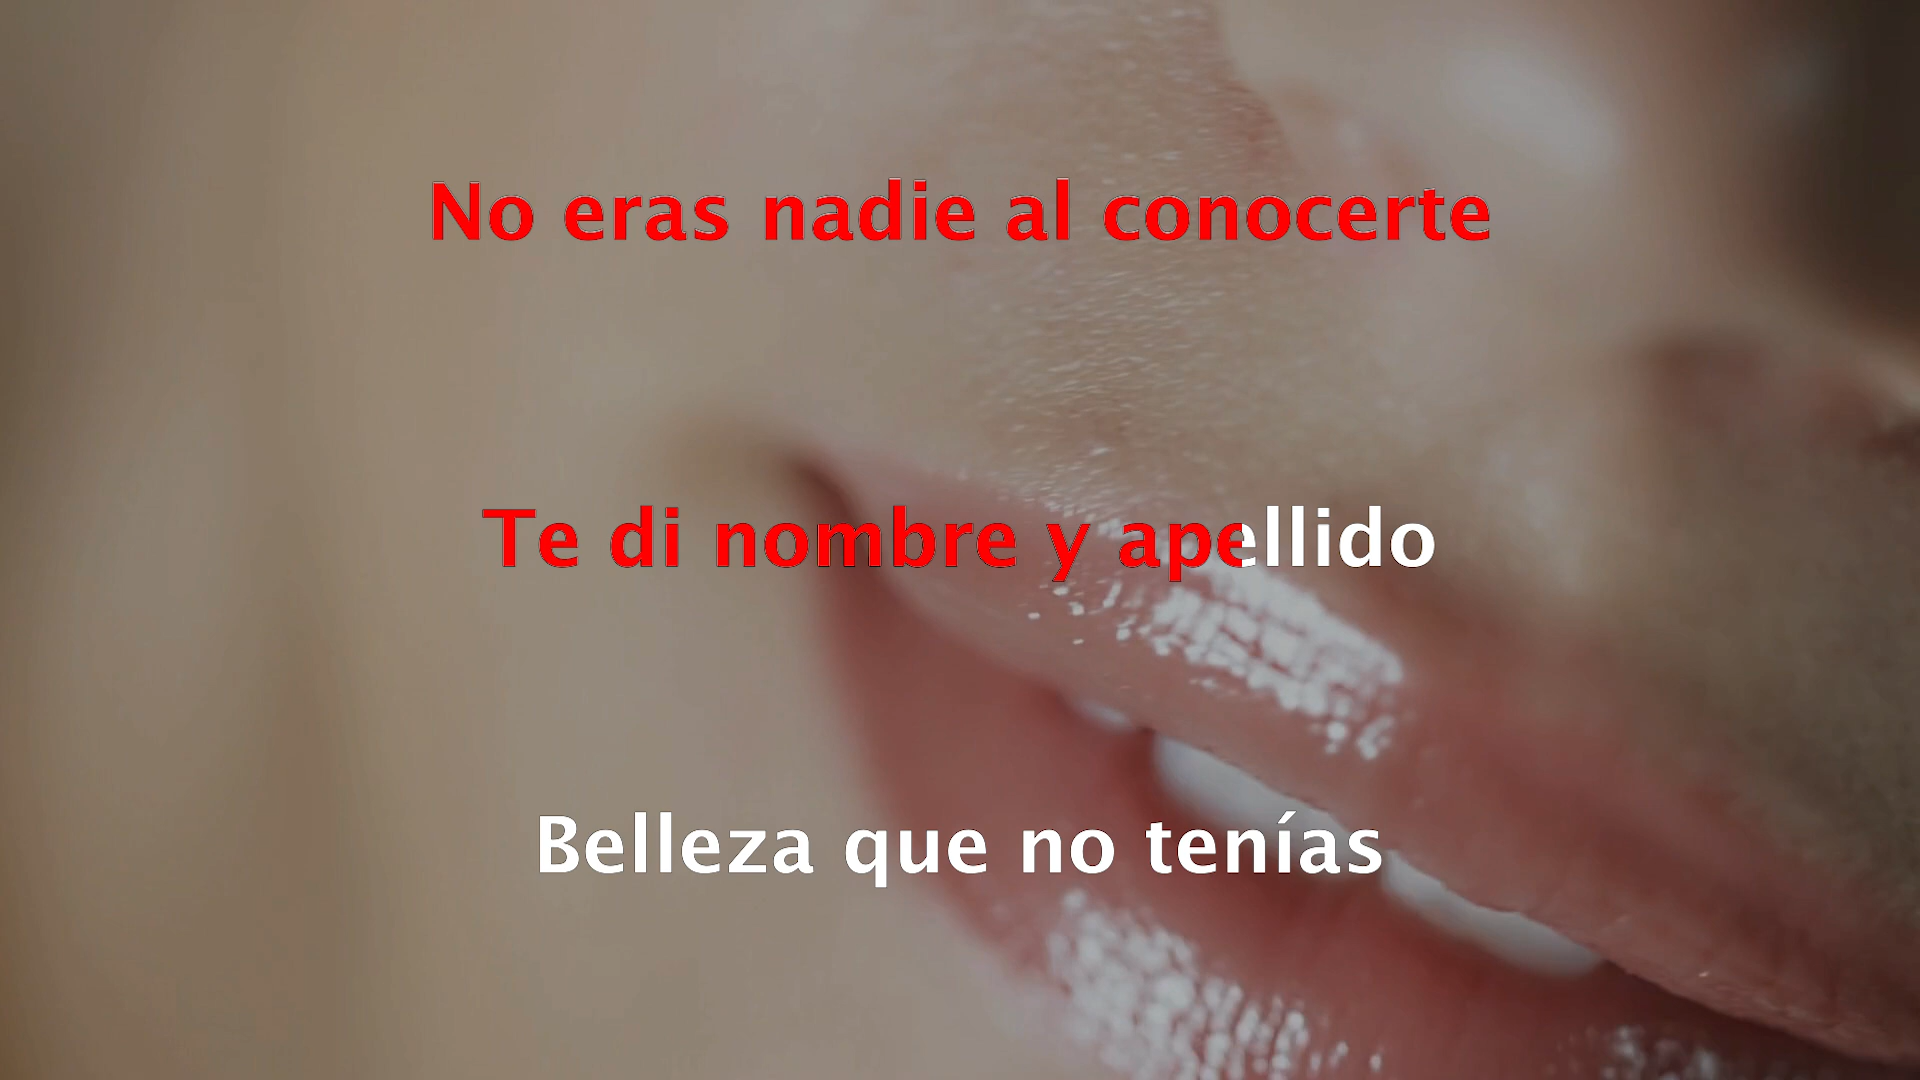 No eras nadie al conocerte
Te di nombre y apellido
Belleza que no tenías